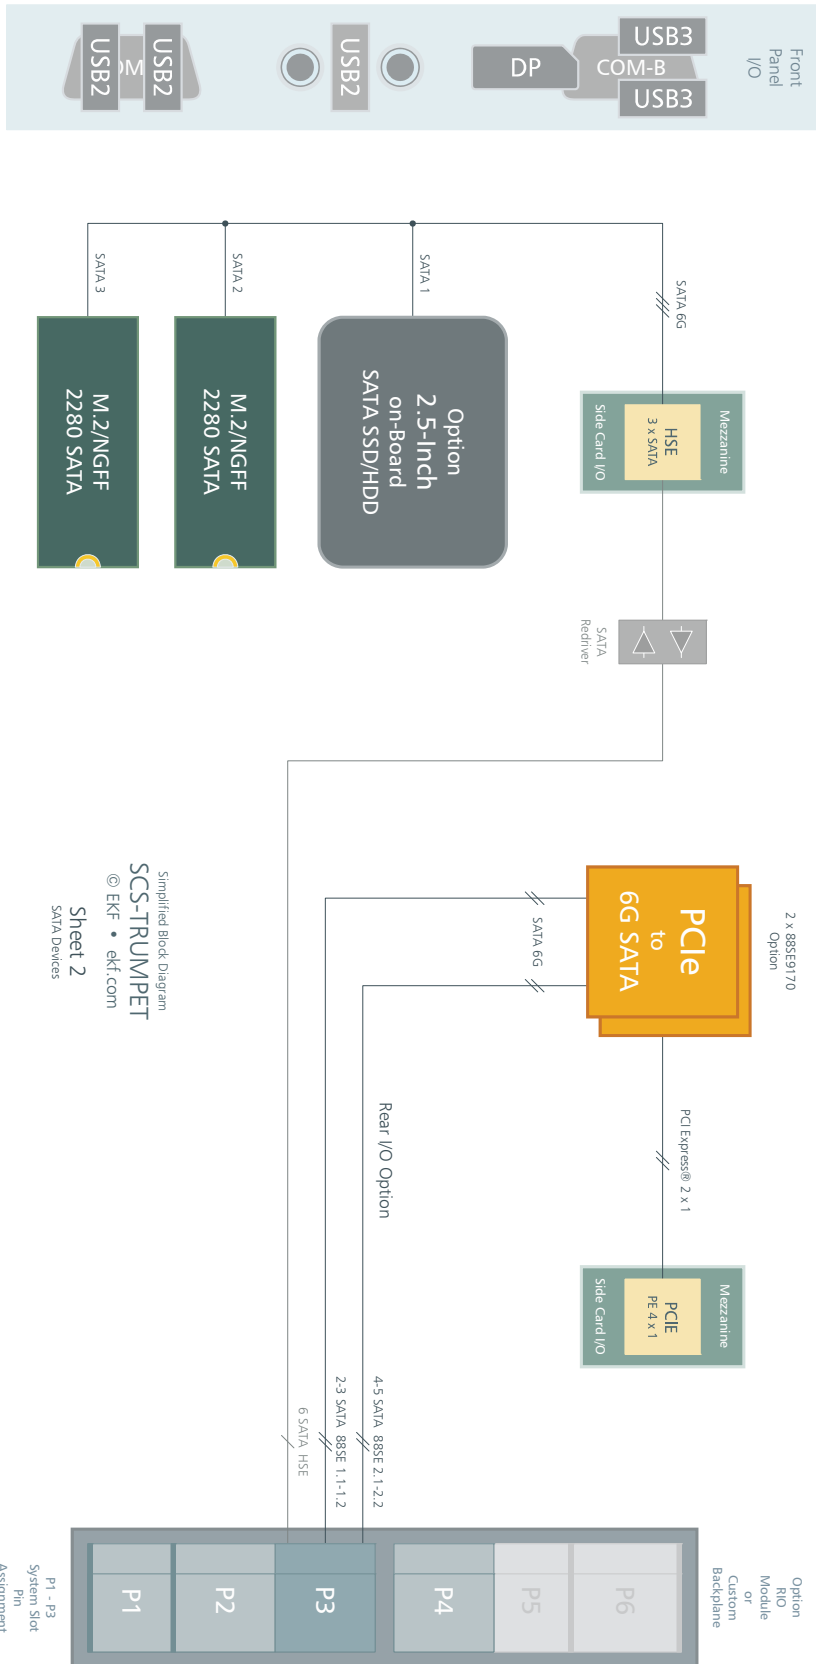 Front
Panel
I/O
USB3
COM-B
USB3
DP
USB2
USB2
OM
USB2
SATA 6G
SATA 1
SATA 2
SATA 3
Mezzanine
HSE
3 x SATA
Side Card I/O
Option
2.5-Inch
on-Board
SATA SSD/HDD
M.2/NGFF
2280 SATA
M.2/NGFF
2280 SATA
SATA
Redriver
2 x 88SE9170
Option
PCIe
to
6G SATA
SATA 6G
PCI Express® 2 x 1
Mezzanine
PCIE
PE 4 x 1
Side Card I/O
Rear I/O Option
4-5 SATA 88SE 2.1-2.2
2-3 SATA 88SE 1.1-1.2
6 SATA HSE
Simplified Block Diagram
SCS-TRUMPET
© EKF • ekf.com
Sheet 2
SATA Devices
Option
RIO
Module
or
Custom
Backplane
P6
P5
P4
P3
P2
P1
P1 - P3
System Slot
Pin
Assignment